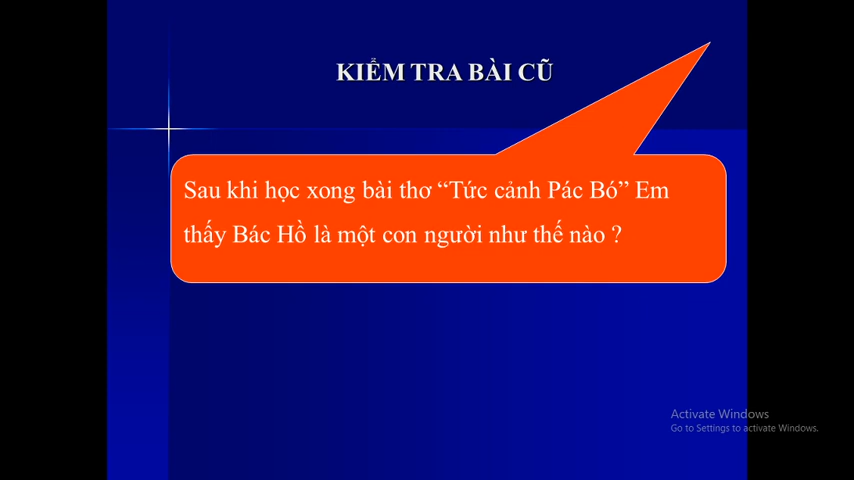 KIỂM TRA BÀI CŨ
Sau khi học xong bài thơ “Tức cảnh Pác Bó” Em
thấy Bác Hồ là một con người như thế nào ?
Activate Windows
Go to Settings to activate Windows.